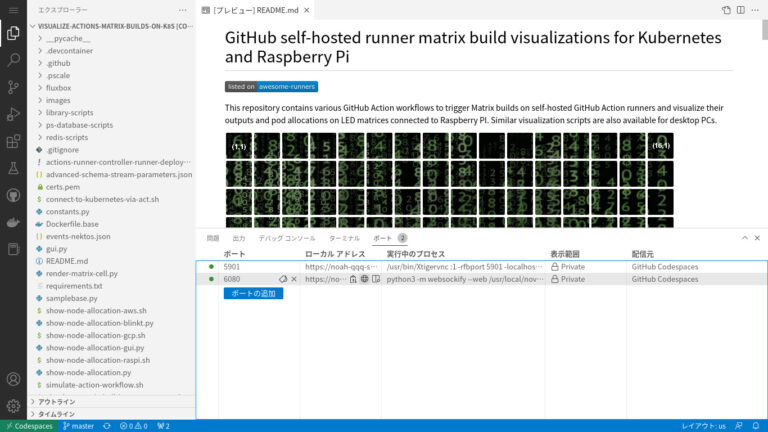 エクスプローラー
VISUALIZE-ACTIONS-MATRIX-BUILDS-ON-K8S [CO...
__pycache__
.devcontainer
.github
.pscale
fluxbox
images
library-scripts
ps-database-scripts
redis-scripts
.gitignore
actions-runner-controller-runner-deploy...
advanced-schema-stream-parameters.json
certs.pem
connect-to-kubernetes-via-act.sh
constants.py
Dockerfile.base
events-nektos.json
gui.py
README.md
render-matrix-cell.py
requirements.txt
samplebase.py
show-node-allocation-aws.sh
show-node-allocation-blinkt.py
show-node-allocation-gcp.sh
show-node-allocation-gui.py
show-node-allocation-raspi.sh
show-node-allocation.py
simulate-action-workflow.sh
アウトライン
タイムライン
[プレビュー] README.md
GitHub self-hosted runner matrix build visualizations for Kubernetes
and Raspberry Pi
listed on awesome-runners
This repository contains various GitHub Action workflows to trigger Matrix builds on self-hosted GitHub Action runners and visualize their
outputs and pod allocations on LED matrices connected to Raspberry PI. Similar visualization scripts are also available for desktop PCs.
(1,1) (16,1)
問題 出力 デバッグ コンソール ターミナル ポート 2
ポート ローカル アドレス 実行中のプロセス 表示範囲 配信元
5901 https://noah-qqq-s... /usr/bin/Xtigervnc :1 -rfbport 5901 -localhos... Private GitHub Codespaces
6080 https://no... python3 -m websockify --web /usr/local/nov... Private GitHub Codespaces
ポートの追加
Codespaces master 0 0 2 レイアウト: us